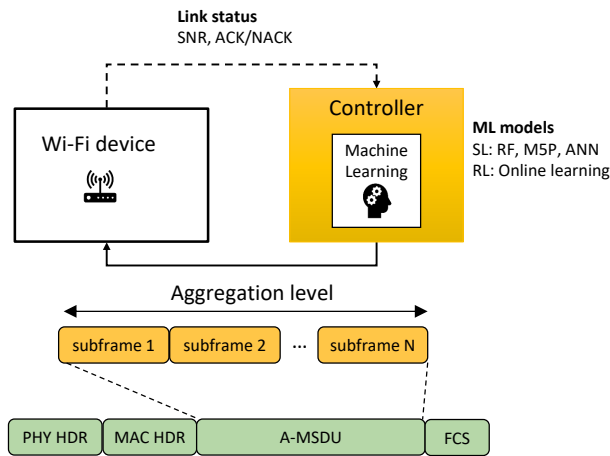 Link status
SNR, ACK/NACK
Wi-Fi device
Controller
Machine
Learning
ML models
SL: RF, M5P, ANN
RL: Online learning
Aggregation level
subframe 1
subframe 2
...
subframe N
PHY HDR
MAC HDR
A-MSDU
FCS